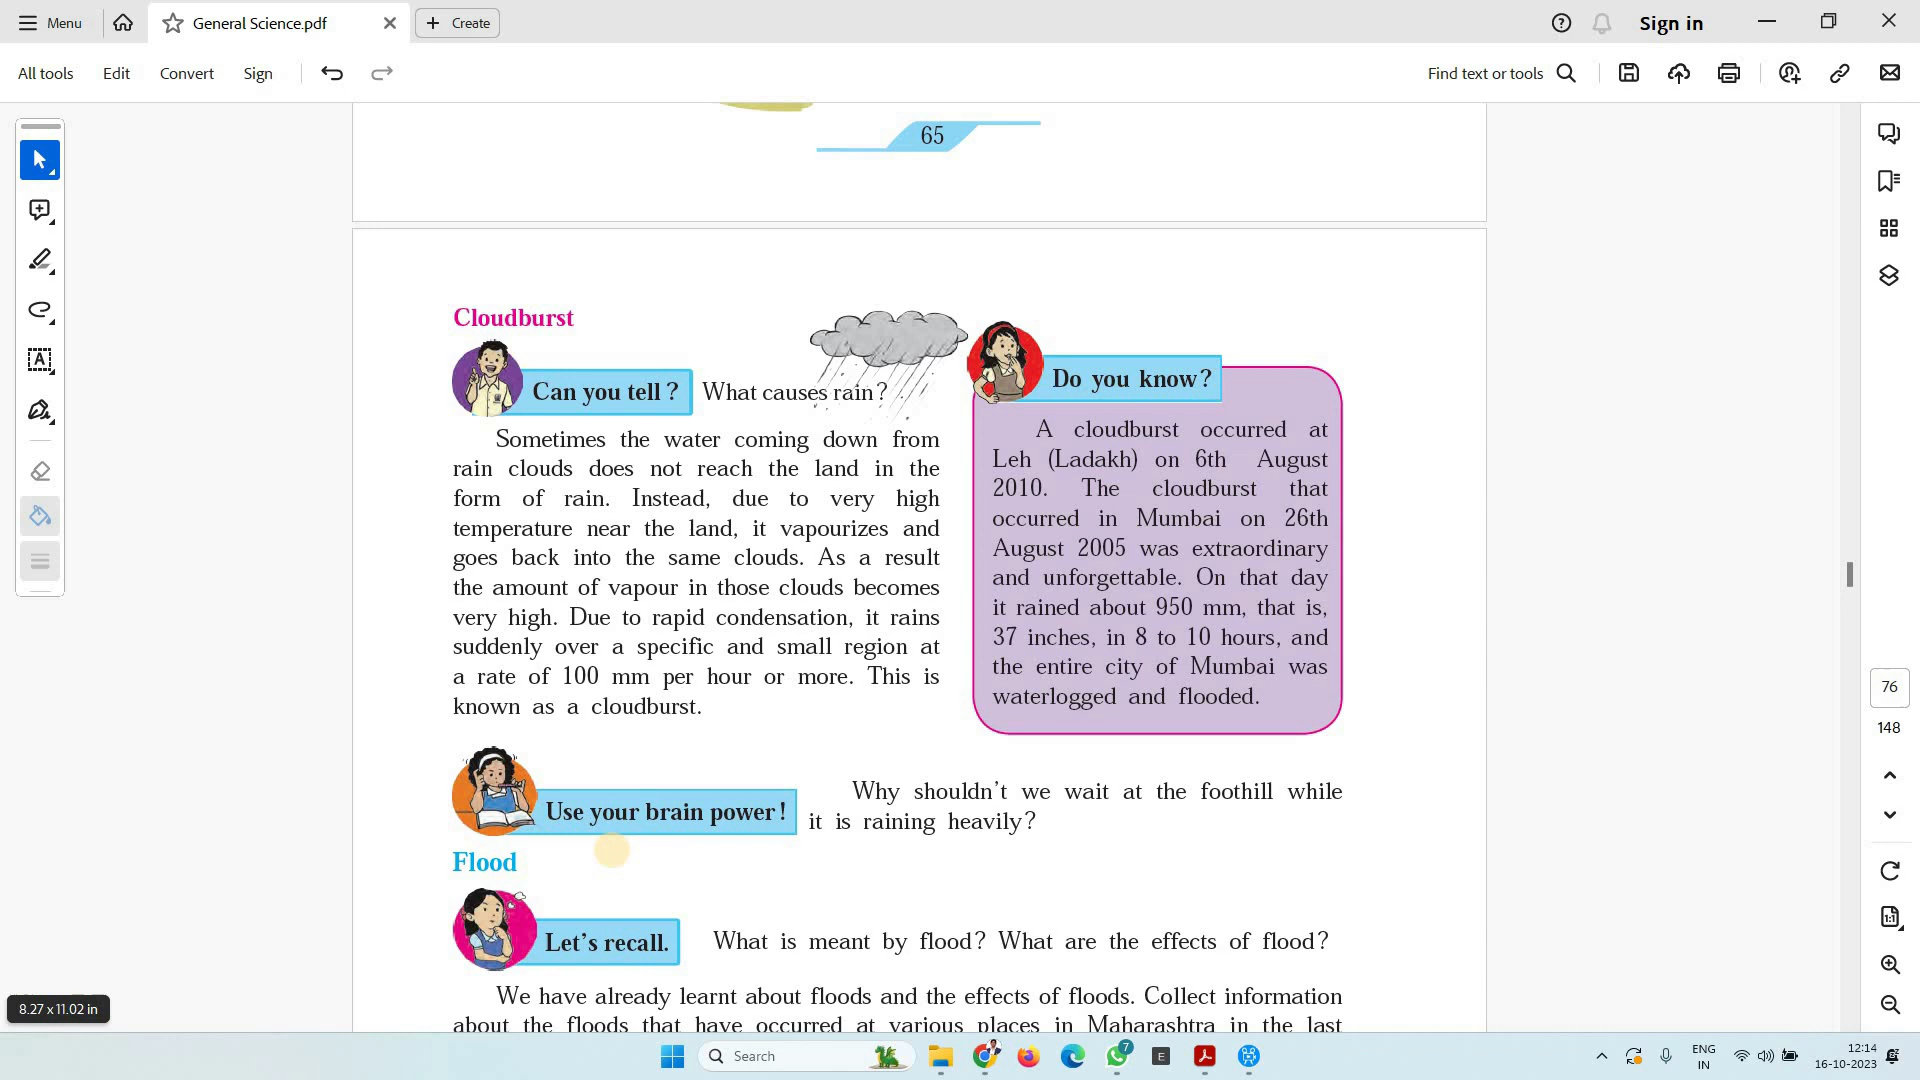 Menu
General Science.pdf
Create
Sign in
All tools
Edit
Convert
Sign
Find text or tools
65
Cloudburst
Can you tell ?
What causes rain?
Sometimes the water coming down from
rain clouds does not reach the land in the
form of rain. Instead, due to very high
temperature near the land, it vapourizes and
goes back into the same clouds. As a result
the amount of vapour in those clouds becomes
very high. Due to rapid condensation, it rains
suddenly over a specific and small region at
a rate of 100 mm per hour or more. This is
known as a cloudburst.
Do you know?
A cloudburst occurred at
Leh (Ladakh) on 6th August
2010. The cloudburst that
occurred in Mumbai on 26th
August 2005 was extraordinary
and unforgettable. On that day
it rained about 950 mm, that is,
37 inches, in 8 to 10 hours, and
the entire city of Mumbai was
waterlogged and flooded.
Use your brain power!
Why shouldn't we wait at the foothill while
it is raining heavily?
Flood
Let's recall.
What is meant by flood? What are the effects of flood?
We have already learnt about floods and the effects of floods. Collect information
about the floods that have occurred at various places in Maharashtra in the last
76
148
8.27 x 11.02 in
Search
7
E
ENG
IN
12:14
16-10-2023